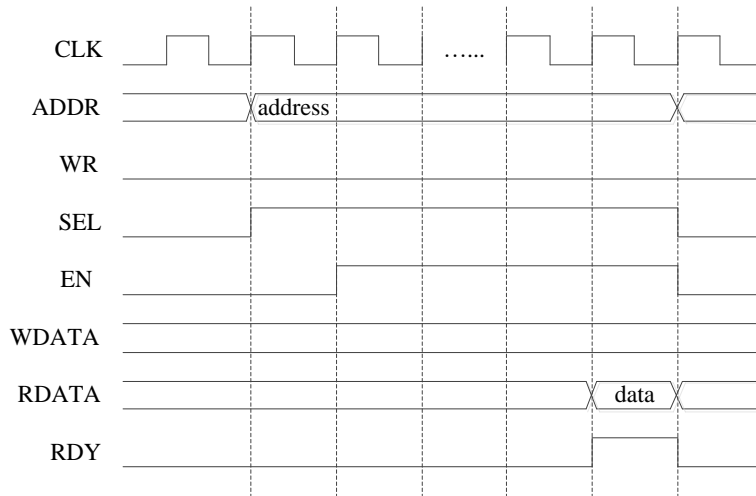 CLK
…...
ADDR
address
WR
SEL
EN
WDATA
RDATA
data
RDY